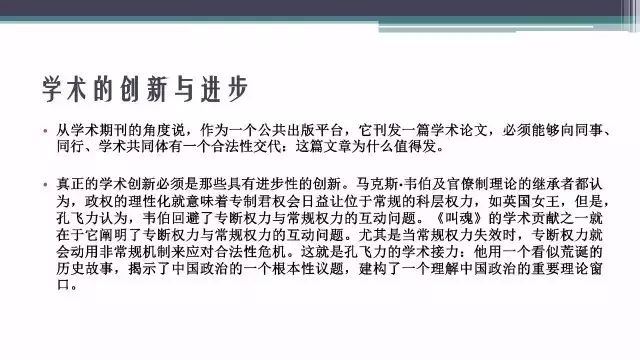 学术的创新与进步
• 从学术期刊的角度说，作为一个公共出版平台，它刊发一篇学术论文，必须能够向同事、
同行、学术共同体有一个合法性交代：这篇文章为什么值得发。
• 真正的学术创新必须是那些具有进步性的创新。马克斯·韦伯及官僚制理论的继承者都认
为，政权的理性化就意味着专制君权会日益让位于常规的科层权力，如英国女王，但是，
孔飞力认为，韦伯回避了专断权力与常规权力的互动问题。《叫魂》的学术贡献之一就
在于它阐明了专断权力与常规权力的互动问题。尤其是当常规权力失效时，专断权力就
会动用非常规机制来应对合法性危机。这就是孔飞力的学术接力：他用一个看似荒诞的
历史故事，揭示了中国政治的一个根本性议题，建构了一个理解中国政治的重要理论窗
口。